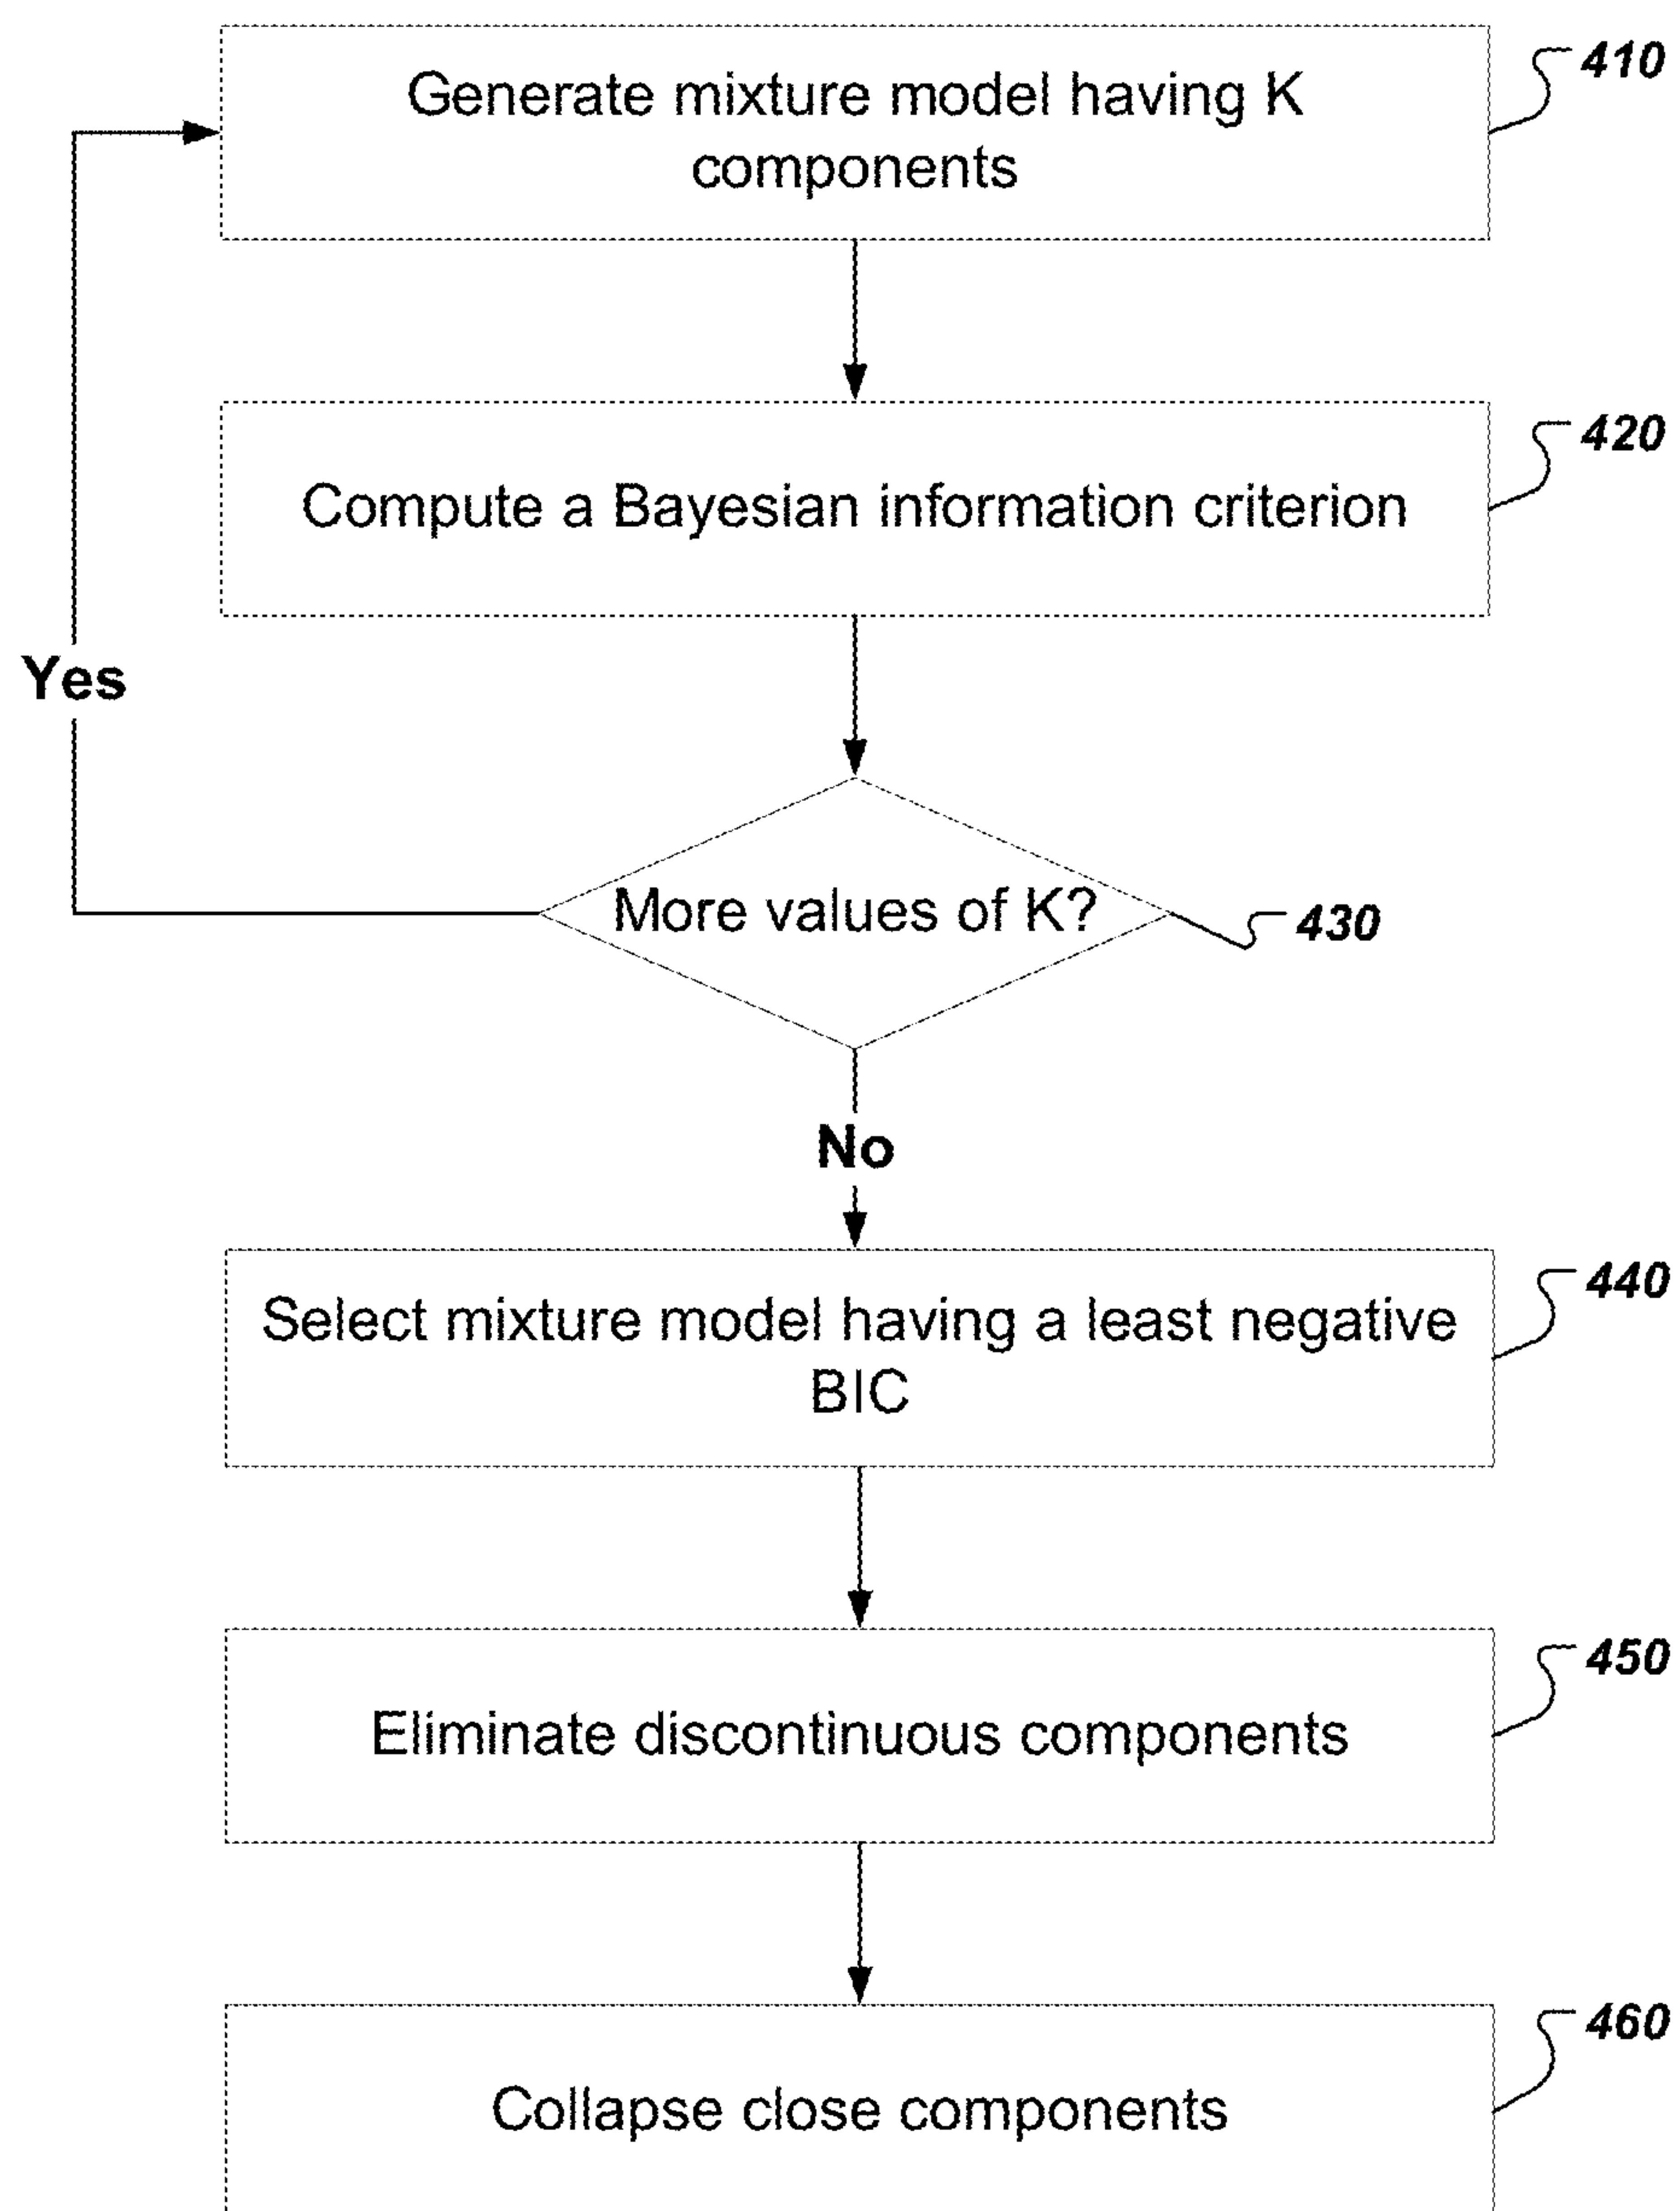 Generate mixture model having K
components
410
Compute a Bayesian information criterion
420
Yes
More values of K?
430
No
Select mixture model having a least negative
BIC
440
Eliminate discontinuous components
450
Collapse close components
460